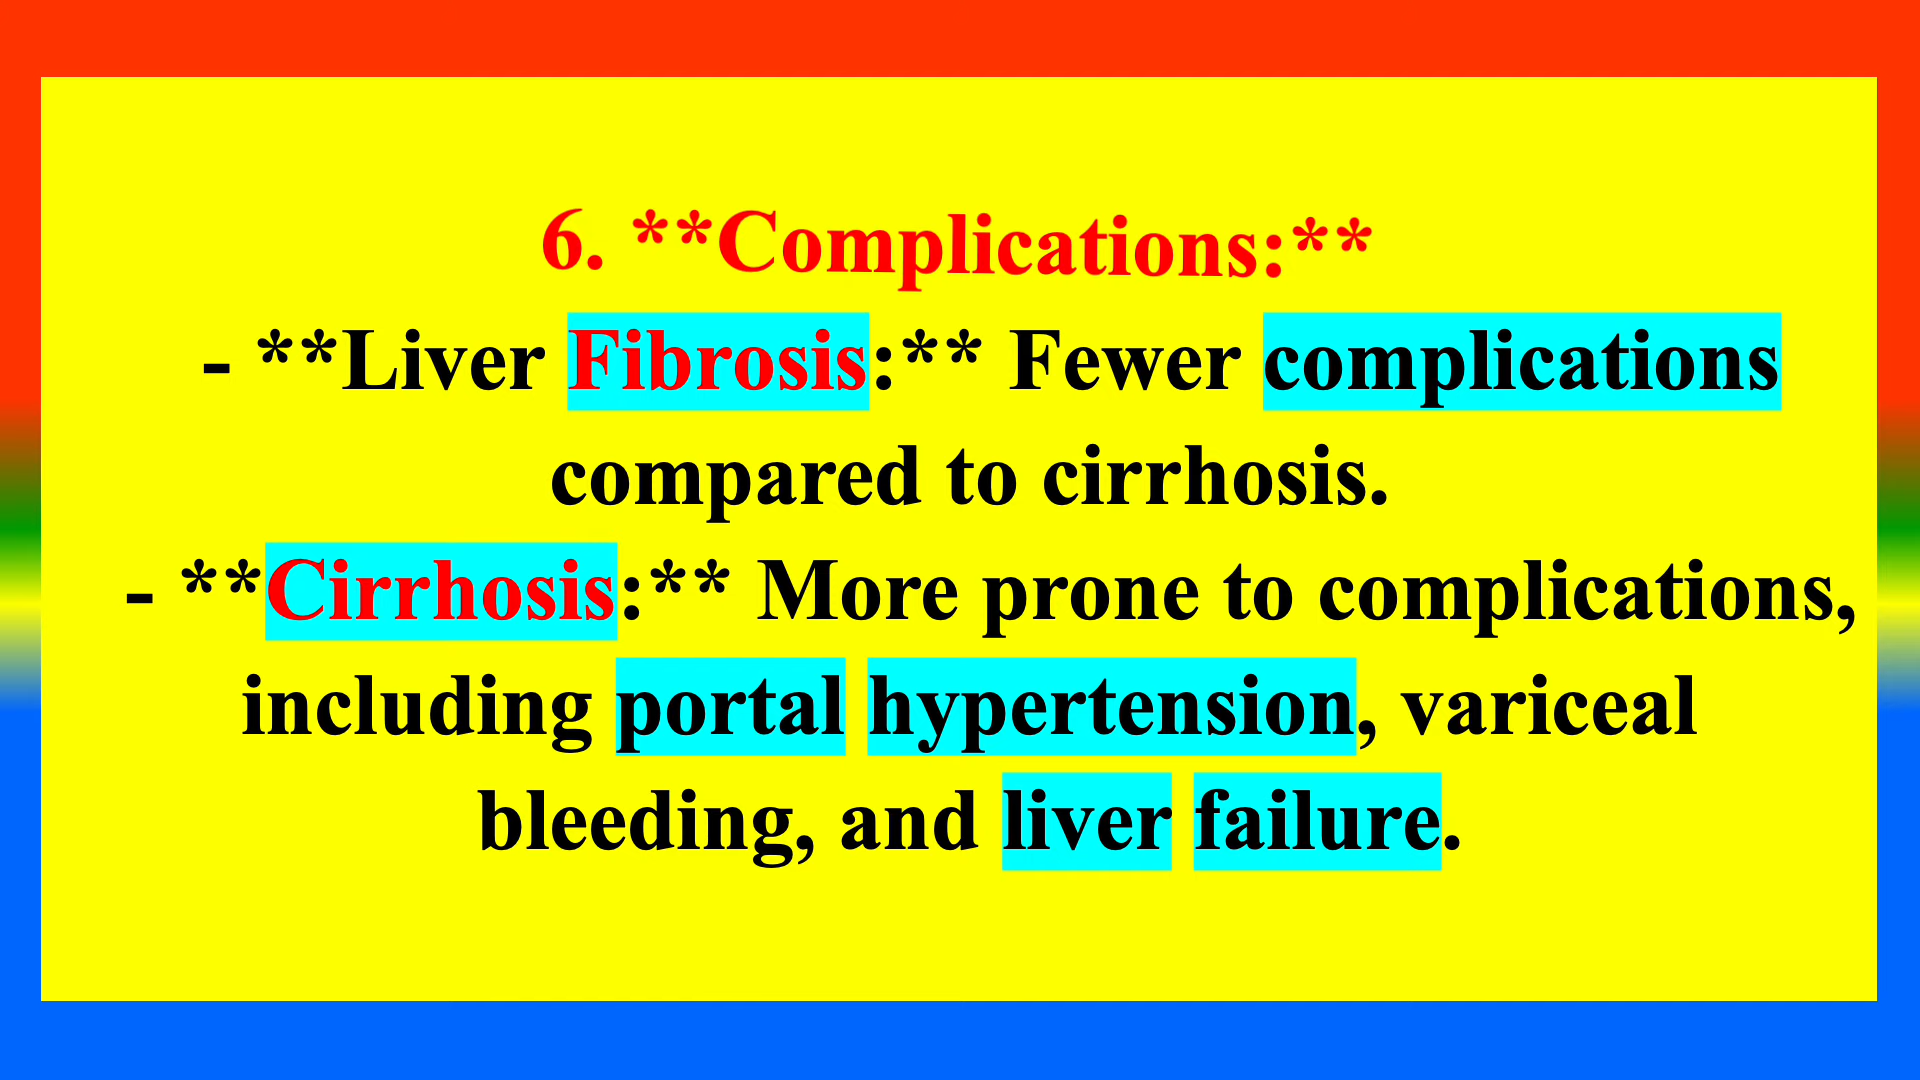 6. **Complications:**
- **Liver Fibrosis:** Fewer complications
compared to cirrhosis.
- **Cirrhosis:** More prone to complications,
including portal hypertension, variceal
bleeding, and liver failure.